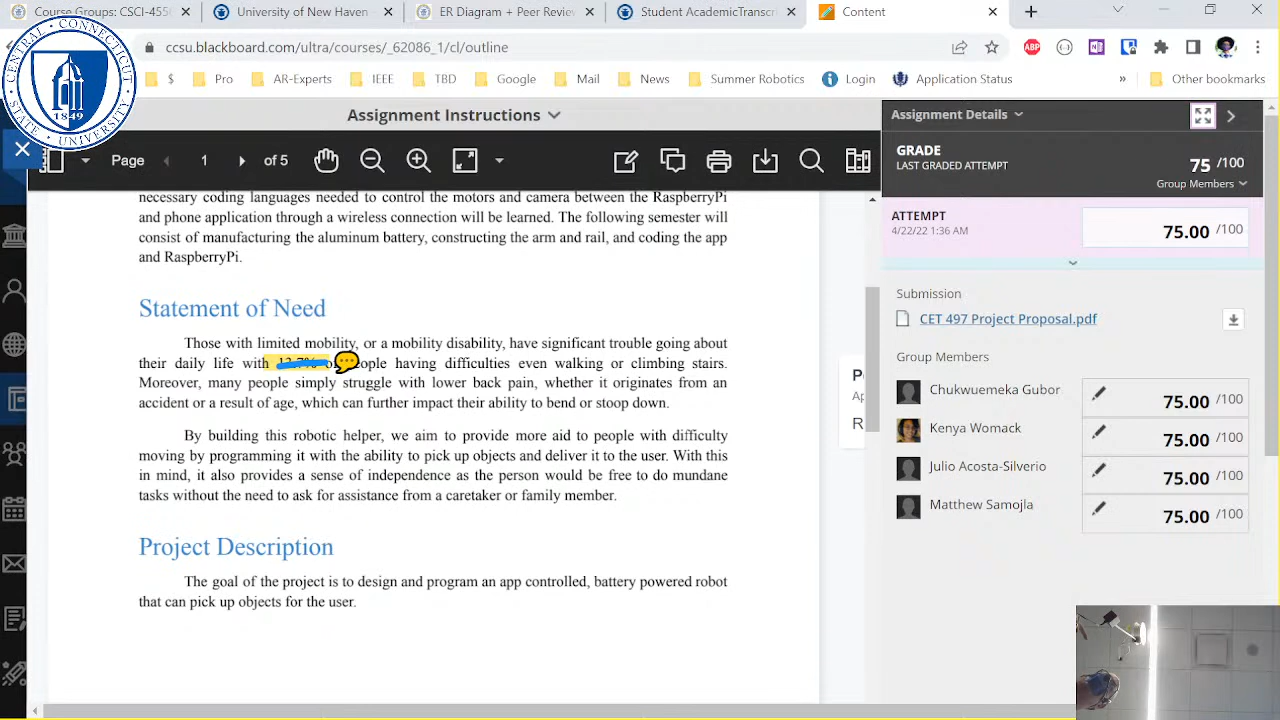 Course Groups: CSCI-4550
University of New Haven
ER Diagram + Peer Review
Student AcademicTranscri
Content
ccsu.blackboard.com/ultra/courses/_62086_1/cl/outline
$ Pro AR-Experts IEEE TBD Google Mail News Summer Robotics Login Application Status » Other bookmarks
CENTRAL CONNECTICUT STATE UNIVERSITY
1849
Assignment Instructions
Page 1 of 5
necessary coding languages needed to control the motors and camera between the RaspberryPi
and phone application through a wireless connection will be learned. The following semester will
consist of manufacturing the aluminum battery, constructing the arm and rail, and coding the app
and RaspberryPi.
Statement of Need
Those with limited mobility, or a mobility disability, have significant trouble going about
their daily life with people having difficulties even walking or climbing stairs.
Moreover, many people simply struggle with lower back pain, whether it originates from an
accident or a result of age, which can further impact their ability to bend or stoop down.
By building this robotic helper, we aim to provide more aid to people with difficulty
moving by programming it with the ability to pick up objects and deliver it to the user. With this
in mind, it also provides a sense of independence as the person would be free to do mundane
tasks without the need to ask for assistance from a caretaker or family member.
Project Description
The goal of the project is to design and program an app controlled, battery powered robot
that can pick up objects for the user.
Assignment Details
GRADE
LAST GRADED ATTEMPT
75 /100
Group Members
ATTEMPT
4/22/22 1:36 AM
75.00 /100
Submission
CET 497 Project Proposal.pdf
Group Members
Chukwuemeka Gubor 75.00 /100
Kenya Womack 75.00 /100
Julio Acosta-Silverio 75.00 /100
Matthew Samojla 75.00 /100